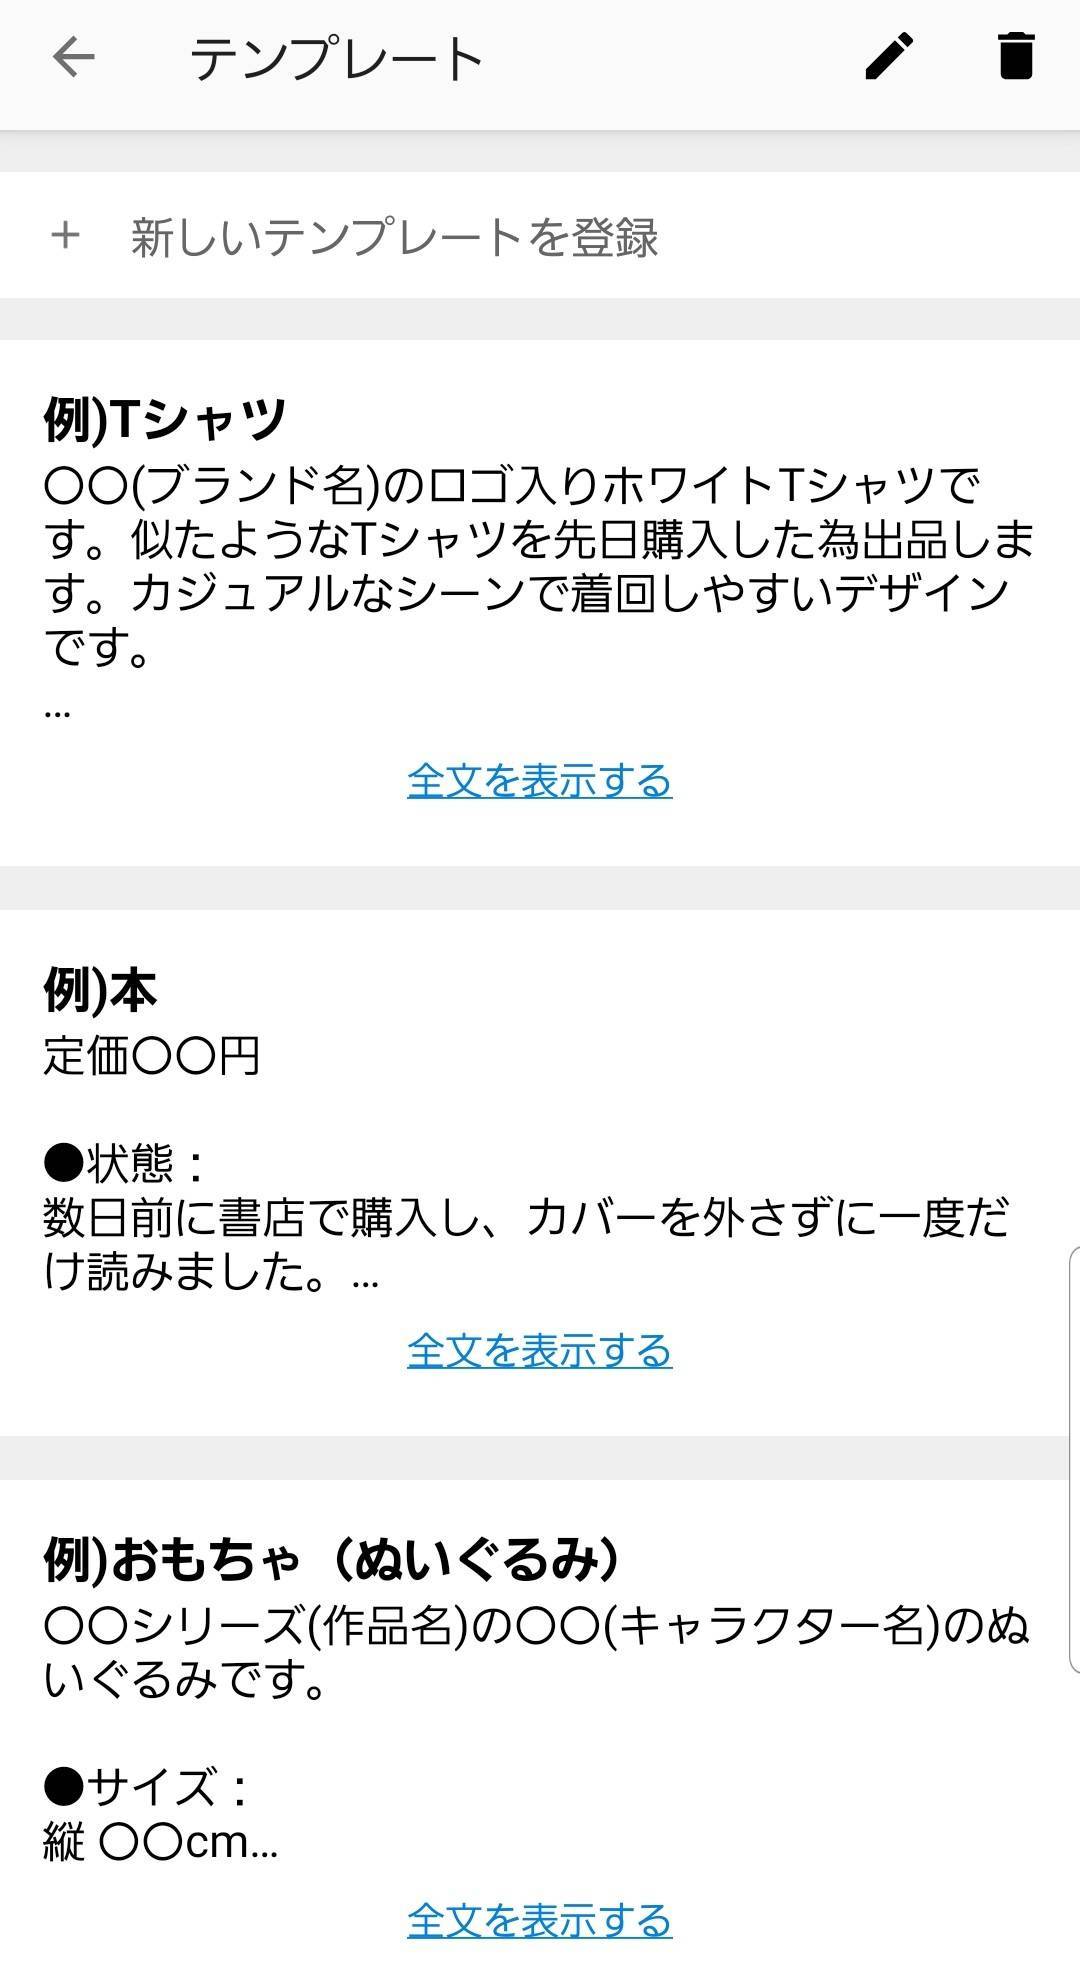 テンプレート
+ 新しいテンプレートを登録
例)Tシャツ
〇〇(ブランド名)のロゴ入りホワイトTシャツで
す。似たようなTシャツを先日購入した為出品しま
す。カジュアルなシーンで着回しやすいデザイン
です。
...
全文を表示する
例)本
定価〇〇円
●状態：
数日前に書店で購入し、カバーを外さずに一度だ
け読みました。...
全文を表示する
例)おもちゃ（ぬいぐるみ）
〇〇シリーズ(作品名)の〇〇(キャラクター名)のぬ
いぐるみです。
●サイズ：
縦 〇〇cm...
全文を表示する